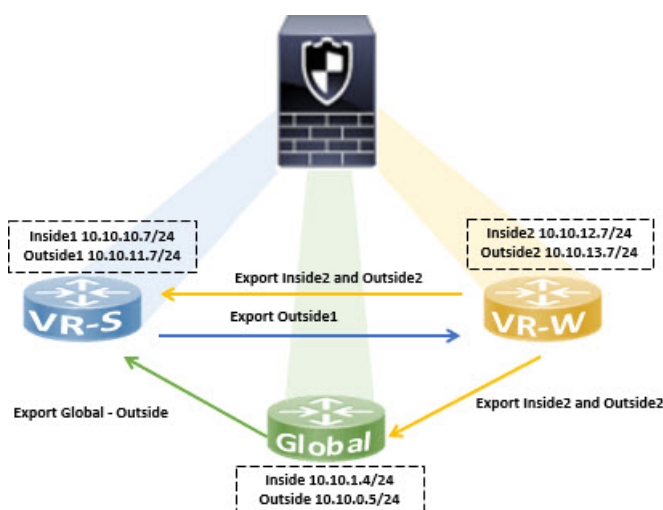 Inside1 10.10.10.7/24
Outside1 10.10.11.7/24
Inside2 10.10.12.7/24
Outside2 10.10.13.7/24
Export Inside2 and Outside2
VR-S
Export Outside1
VR-W
Export Global - Outside
Export Inside2 and Outside2
Global
Inside 10.10.1.4/24
Outside 10.10.0.5/24